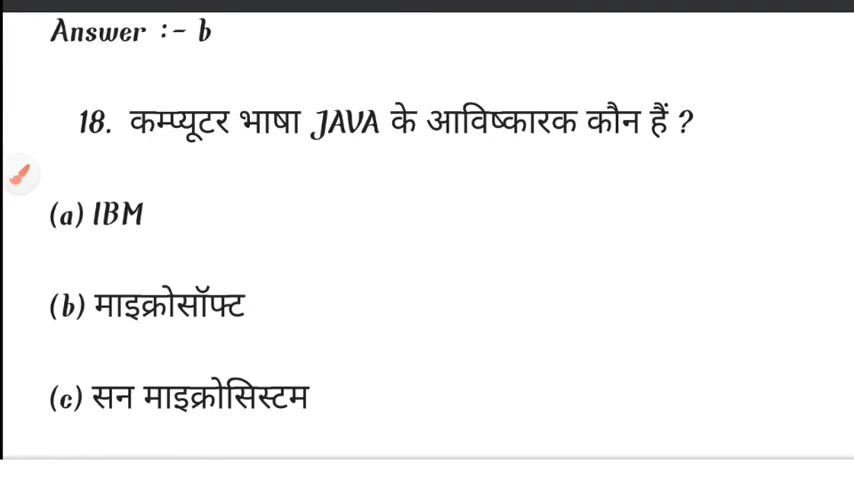 Answer :- b
18. कम्प्यूटर भाषा JAVA के आविष्कारक कौन हैं ?
(a) IBM
(b) माइक्रोसॉफ्ट
(c) सन माइक्रोसिस्टम